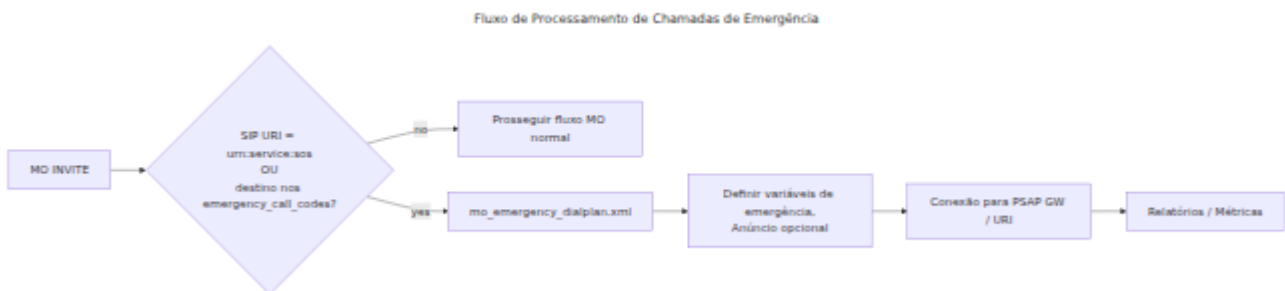 Fluxo de Processamento de Chamadas de Emergência
MO INVITE
SIP URI =
urn:service:sos
OU
destino nos
emergency_call_codes?
no
Prosseguir fluxo MO
normal
yes
mo_emergency_dialplan.xml
Definir variáveis de
emergência,
Anúncio opcional
Conexão para PSAP GW
/ URI
Relatórios / Métricas